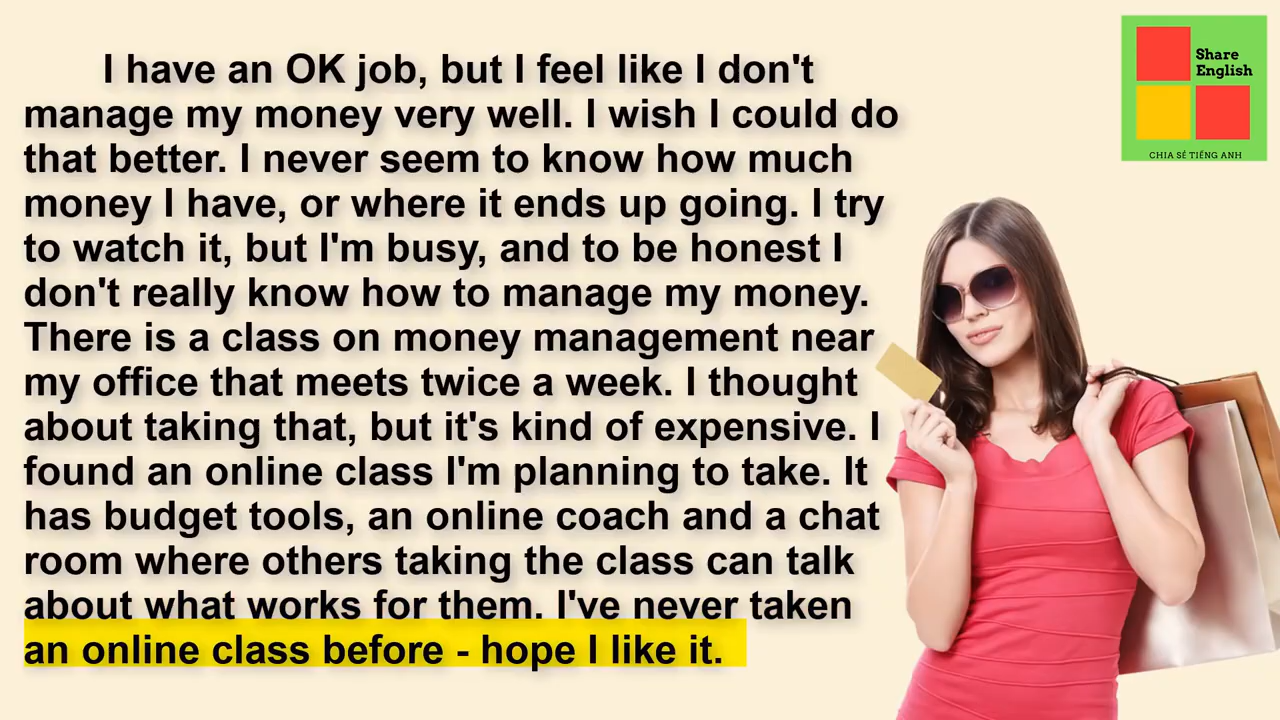 I have an OK job, but I feel like I don't
manage my money very well. I wish I could do
that better. I never seem to know how much
money I have, or where it ends up going. I try
to watch it, but I'm busy, and to be honest I
don't really know how to manage my money.
There is a class on money management near
my office that meets twice a week. I thought
about taking that, but it's kind of expensive. I
found an online class I'm planning to take. It
has budget tools, an online coach and a chat
room where others taking the class can talk
about what works for them. I've never taken
an online class before - hope I like it.
Share
English
CHIA SẺ TIẾNG ANH